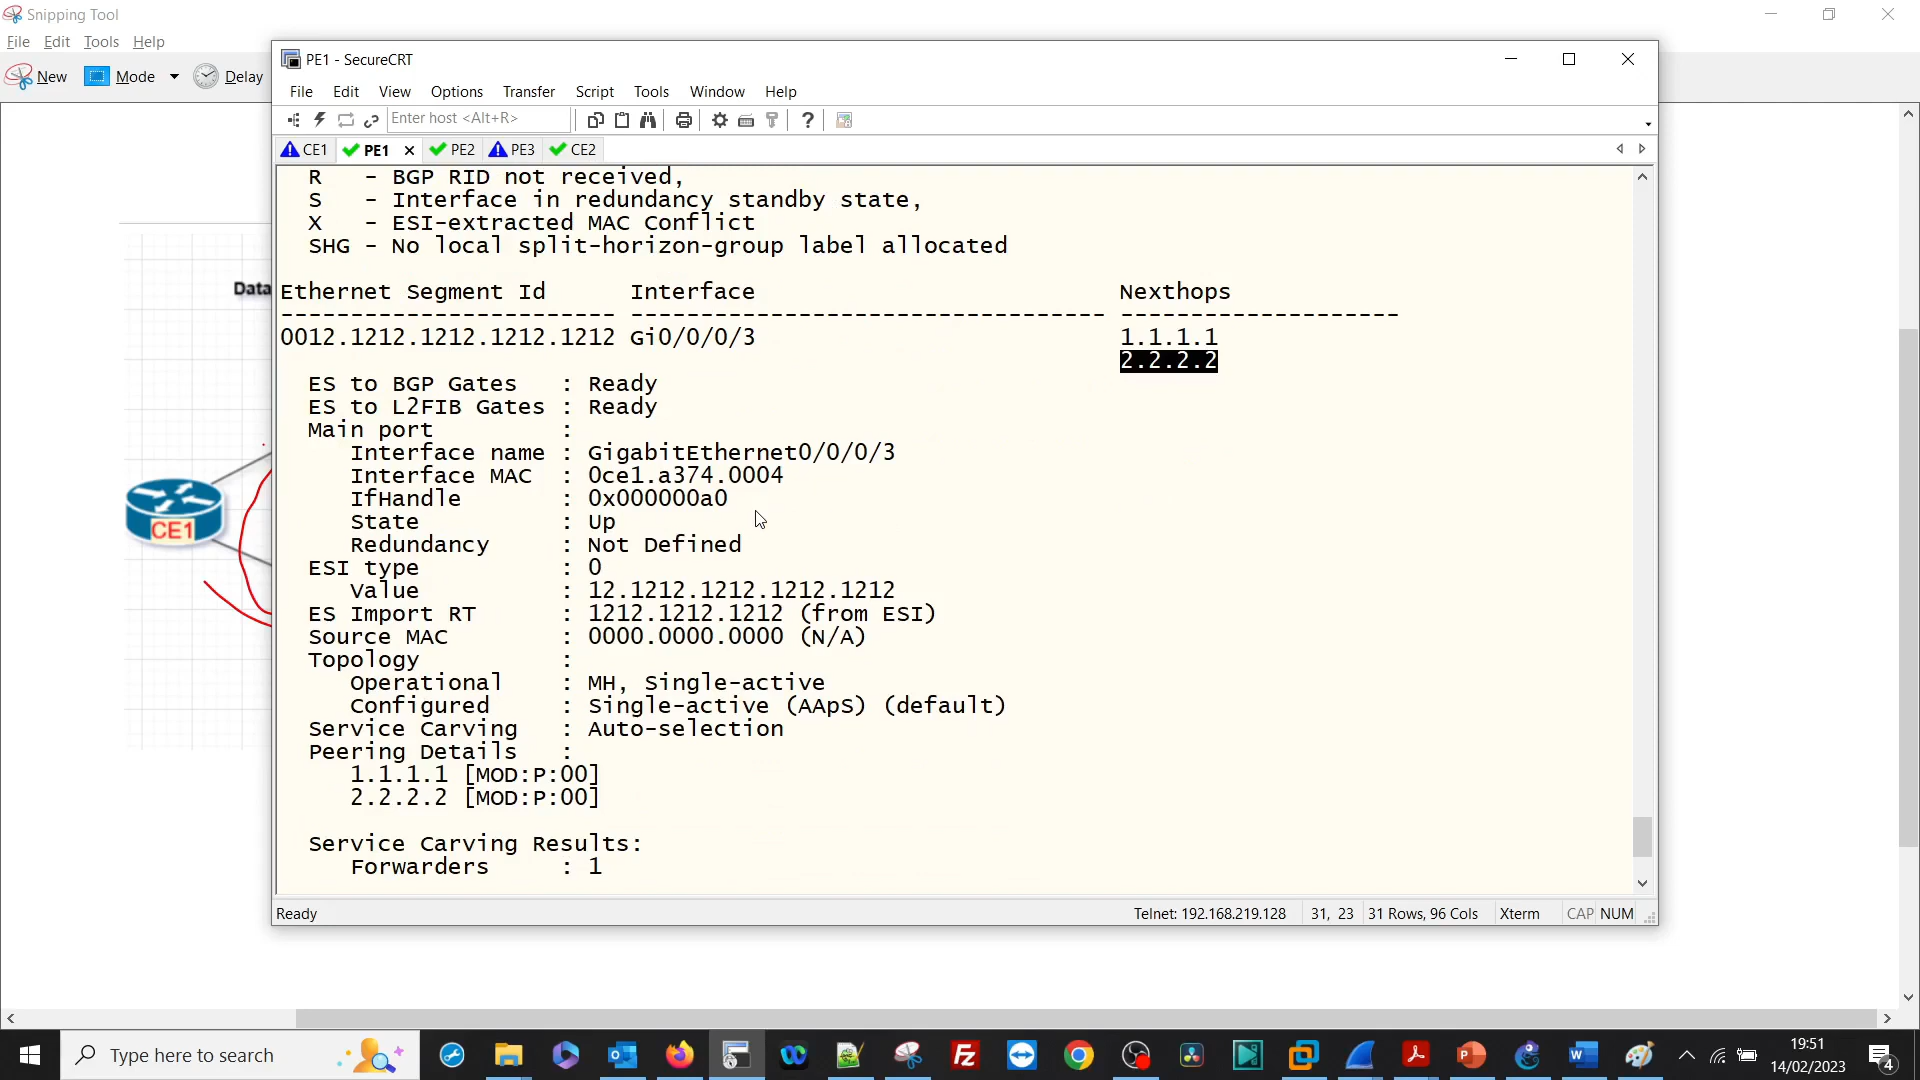 Snipping Tool
File Edit Tools Help
New Mode Delay
PE1 - SecureCRT
File Edit View Options Transfer Script Tools Window Help
Enter host <Alt+R>
CE1 PE1 PE2 PE3 CE2
R - BGP RID not received,
S - Interface in redundancy standby state,
X - ESI-extracted MAC Conflict
SHG - No local split-horizon-group label allocated
Ethernet Segment Id Interface Nexthops
------------------------ ---------------------------------- --------------------
0012.1212.1212.1212.1212 Gi0/0/0/3 1.1.1.1
2.2.2.2
ES to BGP Gates : Ready
ES to L2FIB Gates : Ready
Main port :
Interface name : GigabitEthernet0/0/0/3
Interface MAC : 0ce1.a374.0004
IfHandle : 0x000000a0
State : Up
Redundancy : Not Defined
ESI type : 0
Value : 12.1212.1212.1212.1212
ES Import RT : 1212.1212.1212 (from ESI)
Source MAC : 0000.0000.0000 (N/A)
Topology :
Operational : MH, Single-active
Configured : Single-active (AApS) (default)
Service Carving : Auto-selection
Peering Details :
1.1.1.1 [MOD:P:00]
2.2.2.2 [MOD:P:00]
Service Carving Results:
Forwarders : 1
Data
CE1
Ready Telnet: 192.168.219.128 31, 23 31 Rows, 96 Cols Xterm CAP NUM
Type here to search
19:51
14/02/2023
4